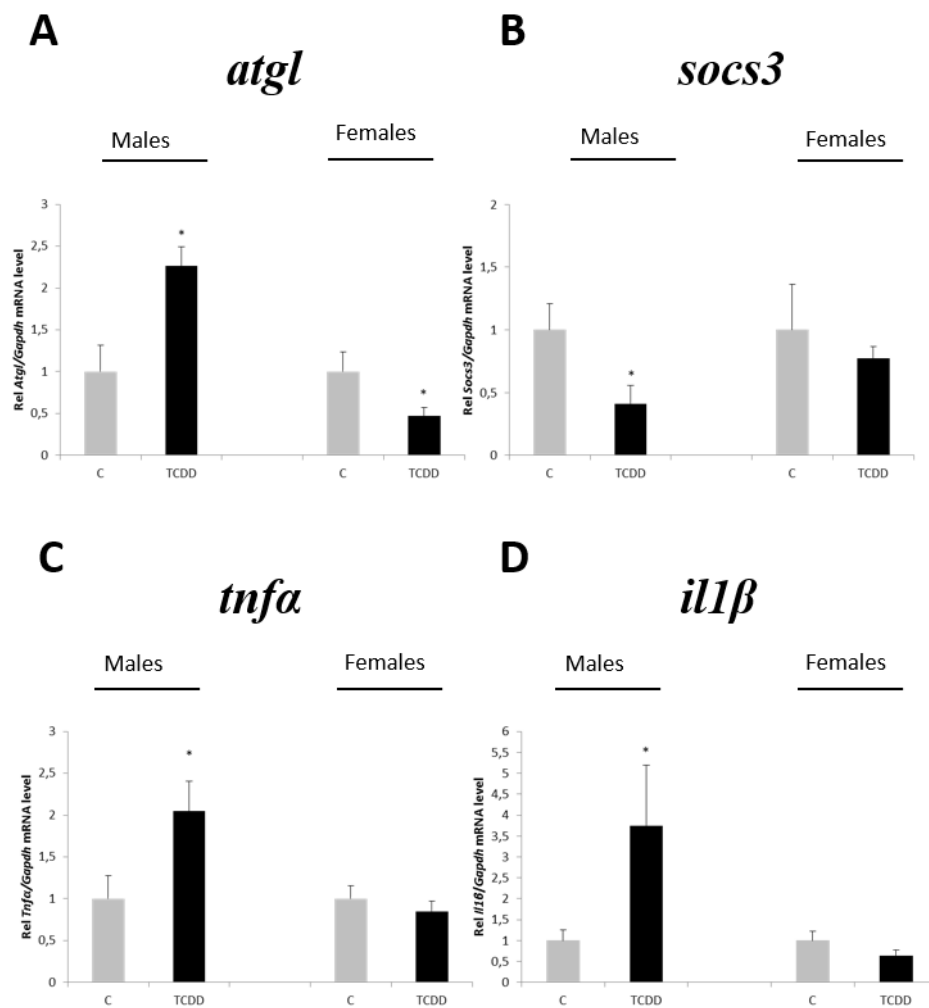 A
atgl
Males
Females
Rel Atgl/Gapdh mRNA level
3
2,5
2
1,5
1
0,5
0
C
TCDD
C
TCDD
*
*
B
socs3
Males
Females
Rel Socs3/Gapdh mRNA level
2
1,5
1
0,5
0
C
TCDD
C
TCDD
*
C
tnfα
Males
Females
Rel Tnfα/Gapdh mRNA level
3
2,5
2
1,5
1
0,5
0
C
TCDD
C
TCDD
*
D
il1β
Males
Females
Rel Il1β/Gapdh mRNA level
6
5,5
5
4,5
4
3,5
3
2,5
2
1,5
1
0,5
0
C
TCDD
C
TCDD
*